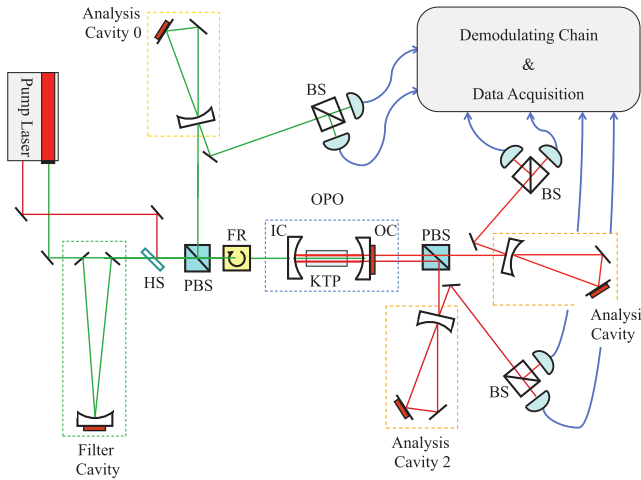 Analysis
Cavity 0
Demodulating Chain
&
Data Acquisition
Pump Laser
BS
BS
OPO
IC
OC
KTP
FR
PBS
PBS
HS
Analysi
Cavity
BS
Filter
Cavity
Analysis
Cavity 2